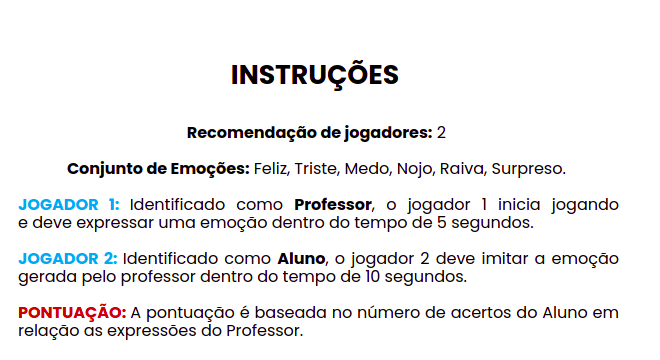 INSTRUÇÕES
Recomendação de jogadores: 2
Conjunto de Emoções: Feliz, Triste, Medo, Nojo, Raiva, Surpreso.
JOGADOR 1: Identificado como Professor, o jogador 1 inicia jogando
e deve expressar uma emoção dentro do tempo de 5 segundos.
JOGADOR 2: Identificado como Aluno, o jogador 2 deve imitar a emoção
gerada pelo professor dentro do tempo de 10 segundos.
PONTUAÇÃO: A pontuação é baseada no número de acertos do Aluno em
relação as expressões do Professor.